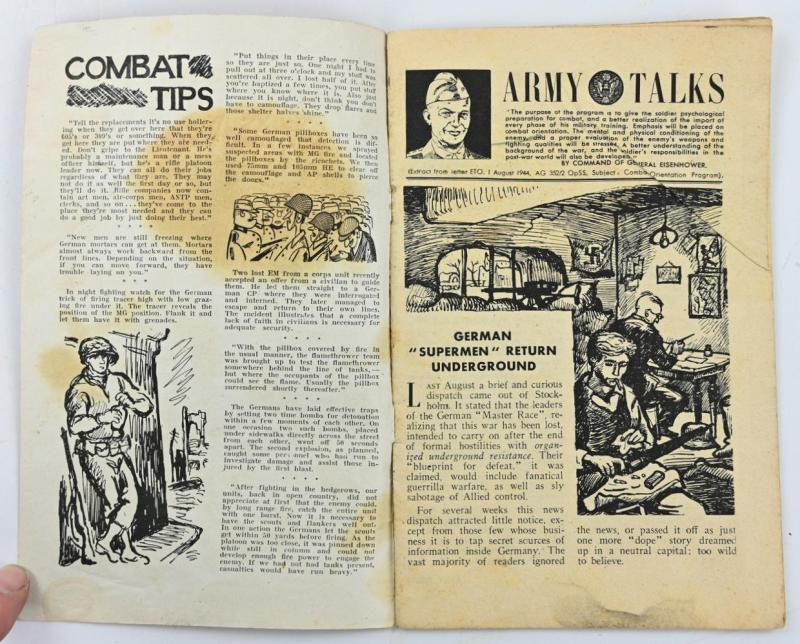 COMBAT
TIPS
"Tell the replacements it's no use holler-
ing when they get over here that they're
605's or 360's or something. When they
get here they are put where they are need-
ed. Don't gripe to the Lieutenant. He's
probably a maintenance man or a mess
officer himself, but he's a rifle platoon
leader now. They can all do their jobs
regardless of what they are. They may
not do it as well the first day or so, but
they'll do it. Rifle companies now con-
tain art men, air-corps men, ASTP men,
clerks, and so on... they've come to the
place they're most needed and they can
do a good job by just doing their best."
* * * *
"New men are still freezing where
German mortars can get at them. Mortars
almost always work backward from the
front lines. Depending on the situation,
if you can move forward, they have
trouble laying on you."
* * * *
In night fighting watch for the German
trick of firing tracer high with low graz-
ing fire under it. The tracer reveals the
position of the MG position. Flank it and
let them have it with grenades.
"Put things in their place every time
so they are just so. One night I had to
pull out at three o'clock and my stuff was
scattered all over. I lost half of it. After
you're baptized a few times, you put stuff
where you know where it is. Also just
because it is night, don't think you don't
have to camouflage. They drop flares and
those shelter halves shine."
* * * *
"Some German pillboxes have been so
well camouflaged that detection is dif-
ficult. In a few instances we sprayed
suspected areas with MG fire and located
the pillboxes by the ricochets. We then
used 75mm and 105mm HE to clear off
the camouflage and AP shells to pierce
the
Two lost EM from a corps unit recently
accepted an offer from a civilian to guide
them. He led them straight to a Ger-
man CP where they were interrogated
and interned. They later managed to
escape and return to their own lines.
The incident illustrates that a complete
lack of faith in civilians is necessary for
adequate security.
* * * *
"With the pillbox covered by fire in
the usual manner, the flamethrower team
was brought up to test the flamethrower
somewhere behind the line of tanks,—
but where the occupants of the pillbox
could see the flame. Usually the pillbox
surrendered shortly thereafter."
* * * *
The Germans have laid effective traps
by setting two time bombs for detonation
within a few moments of each other. On
one occasion two such bombs, placed
under sidewalks directly across the street
from each other, went off 58 seconds
apart. The second explosion, as planned,
caught some personnel who had run to
investigate damage and assist those in-
jured by the first blast.
* * * *
"After fighting in the hedgerows, our
units, back in open country, did not
appreciate at first that the enemy could,
by long range fire, catch the entire unit
with one burst. Now it is necessary to
have the scouts and flankers well out.
In one action the Germans let the scouts
get within 50 yards before firing. As the
platoon was too close, it was pinned down
while still in column and could not
develop enough fire power to engage the
enemy. If we had not had tanks present,
casualties would have run heavy."
ARMY TALKS
"The purpose of the program is to give the soldier psychological
preparation for combat, and a better realization of the import of
every phase of his military training. Emphasis will be placed on
combat orientation. The mental and physical conditioning of the
enemy and a proper evaluation of the enemy's weapons and
fighting qualities will be stressed. A better understanding of the
background of the war, and the soldier's responsibilities in the
post-war world will also be developed."
BY COMMAND OF GENERAL EISENHOWER.
(Extract from letter ETO, 1 August 1944, AG 352/2 OpSS, Subject: Combat Orientation Program).
GERMAN
"SUPERMEN" RETURN
UNDERGROUND
LAST August a brief and curious
dispatch came out of Stock-
holm. It stated that the leaders
of the German "Master Race", re-
alizing that this war has been lost,
intended to carry on after the end
of formal hostilities with organ-
ized underground resistance. Their
"blueprint for defeat," it was
claimed, would include fanatical
guerrilla warfare, as well as sly
sabotage of Allied control.
For several weeks this news
dispatch attracted little notice, ex-
cept from those few whose busi-
ness it is to tap secret sources of
information inside Germany. The
vast majority of readers ignored
the news, or passed it off as just
one more "dope" story dreamed
up in a neutral capital: too wild
to believe.